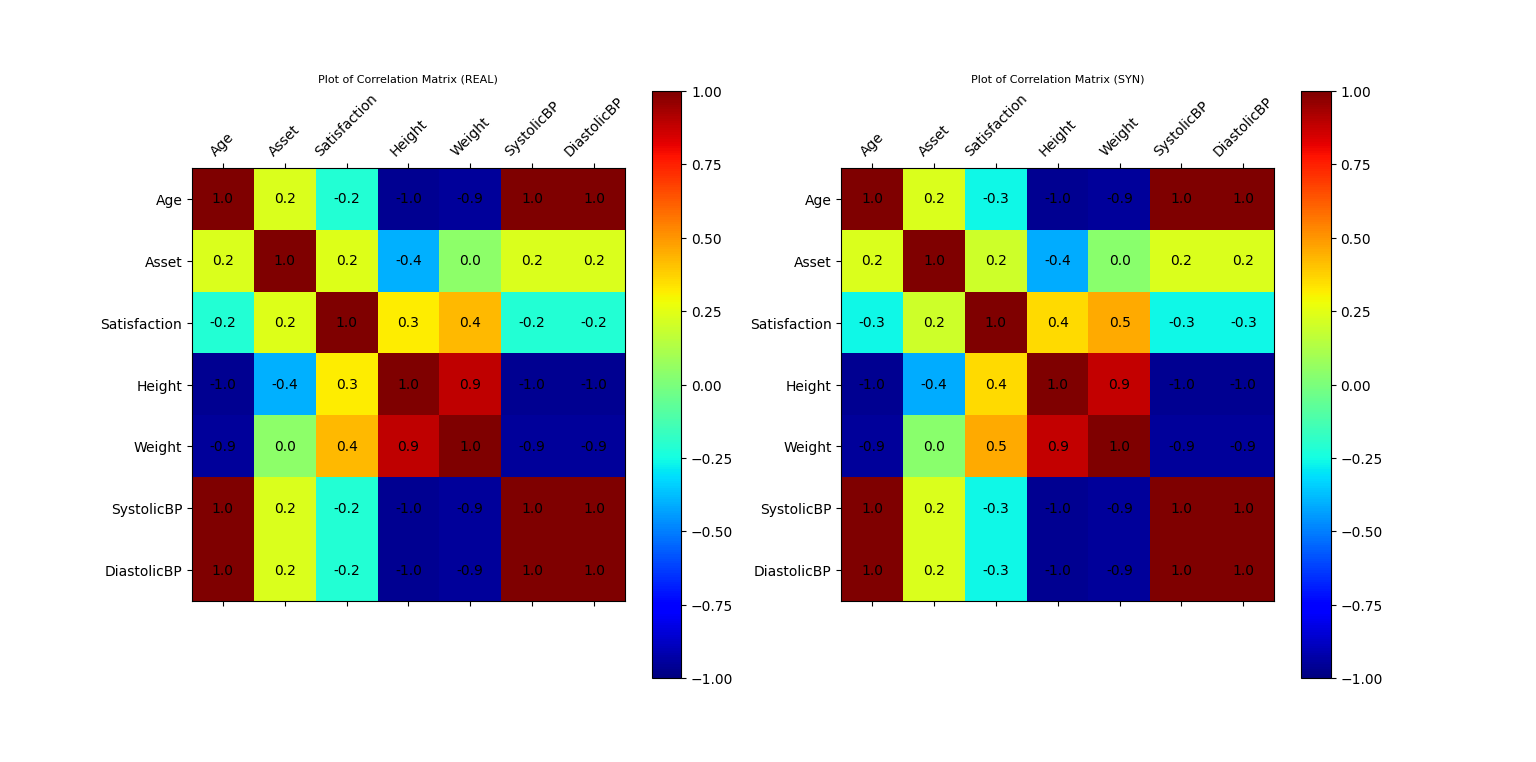 Plot of Correlation Matrix (REAL)
Age Asset Satisfaction Height Weight SystolicBP DiastolicBP
Age 1.0 0.2 -0.2 -1.0 -0.9 1.0 1.0
Asset 0.2 1.0 0.2 -0.4 0.0 0.2 0.2
Satisfaction -0.2 0.2 1.0 0.3 0.4 -0.2 -0.2
Height -1.0 -0.4 0.3 1.0 0.9 -1.0 -1.0
Weight -0.9 0.0 0.4 0.9 1.0 -0.9 -0.9
SystolicBP 1.0 0.2 -0.2 -1.0 -0.9 1.0 1.0
DiastolicBP 1.0 0.2 -0.2 -1.0 -0.9 1.0 1.0
1.00
0.75
0.50
0.25
0.00
−0.25
−0.50
−0.75
−1.00
Plot of Correlation Matrix (SYN)
Age Asset Satisfaction Height Weight SystolicBP DiastolicBP
Age 1.0 0.2 -0.3 -1.0 -0.9 1.0 1.0
Asset 0.2 1.0 0.2 -0.4 0.0 0.2 0.2
Satisfaction -0.3 0.2 1.0 0.4 0.5 -0.3 -0.3
Height -1.0 -0.4 0.4 1.0 0.9 -1.0 -1.0
Weight -0.9 0.0 0.5 0.9 1.0 -0.9 -0.9
SystolicBP 1.0 0.2 -0.3 -1.0 -0.9 1.0 1.0
DiastolicBP 1.0 0.2 -0.3 -1.0 -0.9 1.0 1.0
1.00
0.75
0.50
0.25
0.00
−0.25
−0.50
−0.75
−1.00